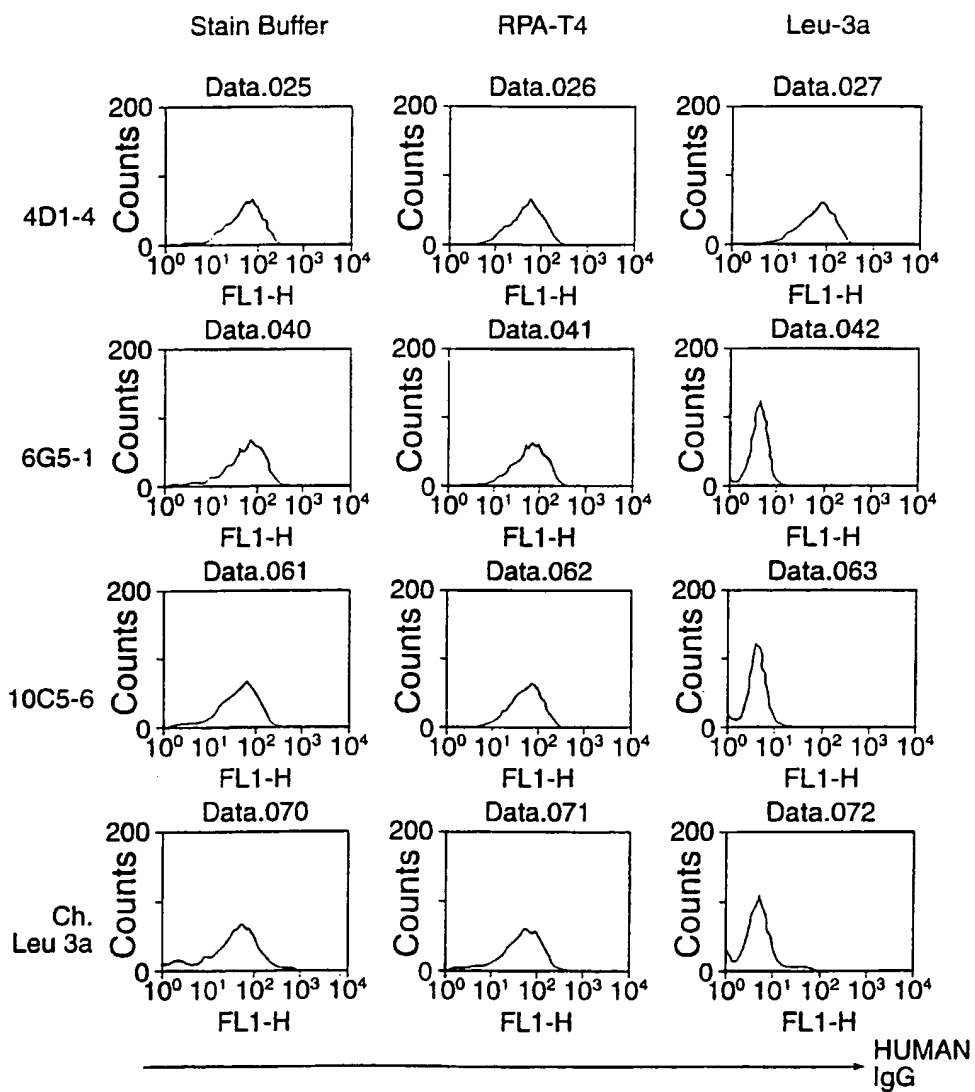 Stain Buffer RPA-T4 Leu-3a
Data.025 Data.026 Data.027
200 200 200
Counts Counts Counts
4D1-4
0 0 0
10⁰ 10¹ 10² 10³ 10⁴ 10⁰ 10¹ 10² 10³ 10⁴ 10⁰ 10¹ 10² 10³ 10⁴
FL1-H FL1-H FL1-H
Data.040 Data.041 Data.042
200 200 200
Counts Counts Counts
6G5-1
0 0 0
10⁰ 10¹ 10² 10³ 10⁴ 10⁰ 10¹ 10² 10³ 10⁴ 10⁰ 10¹ 10² 10³ 10⁴
FL1-H FL1-H FL1-H
Data.061 Data.062 Data.063
200 200 200
Counts Counts Counts
10C5-6
0 0 0
10⁰ 10¹ 10² 10³ 10⁴ 10⁰ 10¹ 10² 10³ 10⁴ 10⁰ 10¹ 10² 10³ 10⁴
FL1-H FL1-H FL1-H
Data.070 Data.071 Data.072
200 200 200
Counts Counts Counts
Ch.
Leu 3a
0 0 0
10⁰ 10¹ 10² 10³ 10⁴ 10⁰ 10¹ 10² 10³ 10⁴ 10⁰ 10¹ 10² 10³ 10⁴
FL1-H FL1-H FL1-H
HUMAN
IgG